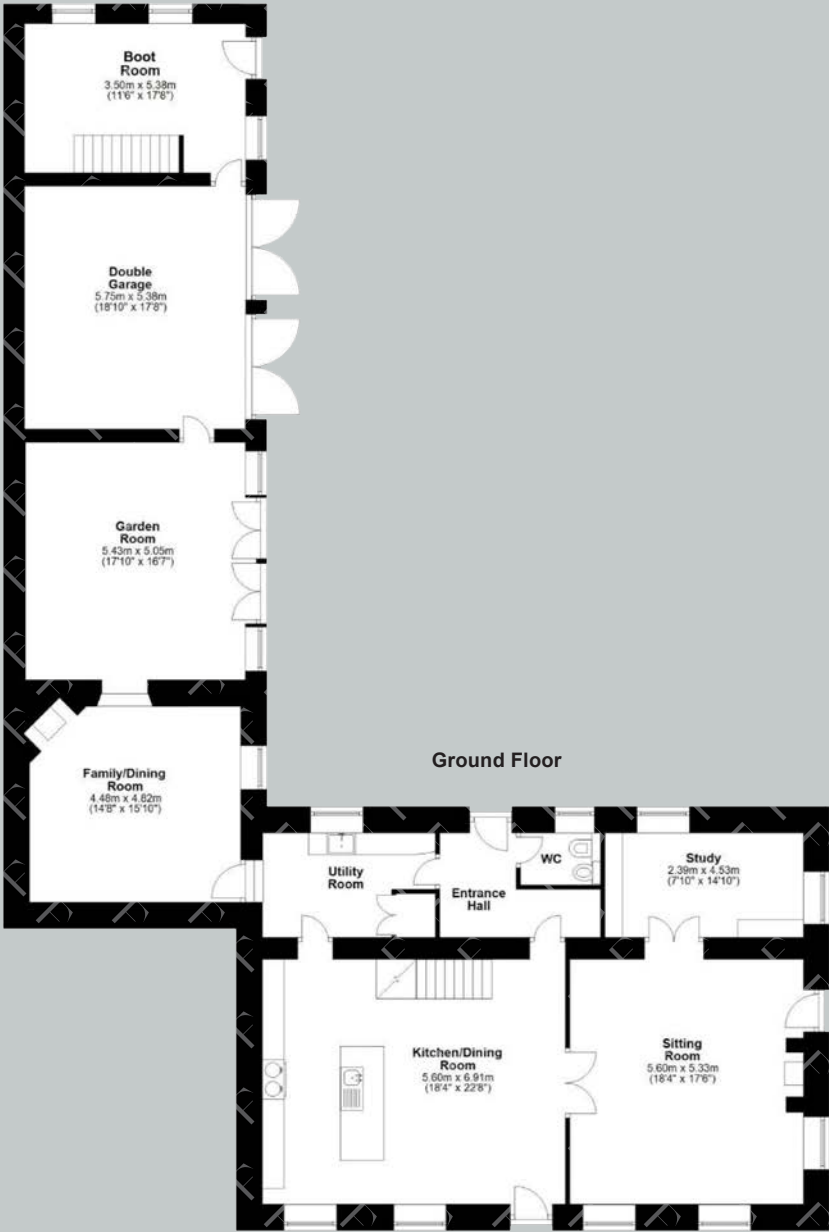 Boot
Room
3.50m x 5.38m
(11'6" x 17'8")
Double
Garage
5.75m x 5.38m
(18'10" x 17'8")
Garden
Room
5.43m x 5.05m
(17'10" x 16'7")
Ground Floor
Family/Dining
Room
4.48m x 4.82m
(14'8" x 15'10")
Utility
Room
WC
Entrance
Hall
Study
2.39m x 4.53m
(7'10" x 14'10")
Kitchen/Dining
Room
5.60m x 6.91m
(18'4" x 22'8")
Sitting
Room
5.60m x 5.33m
(18'4" x 17'6")